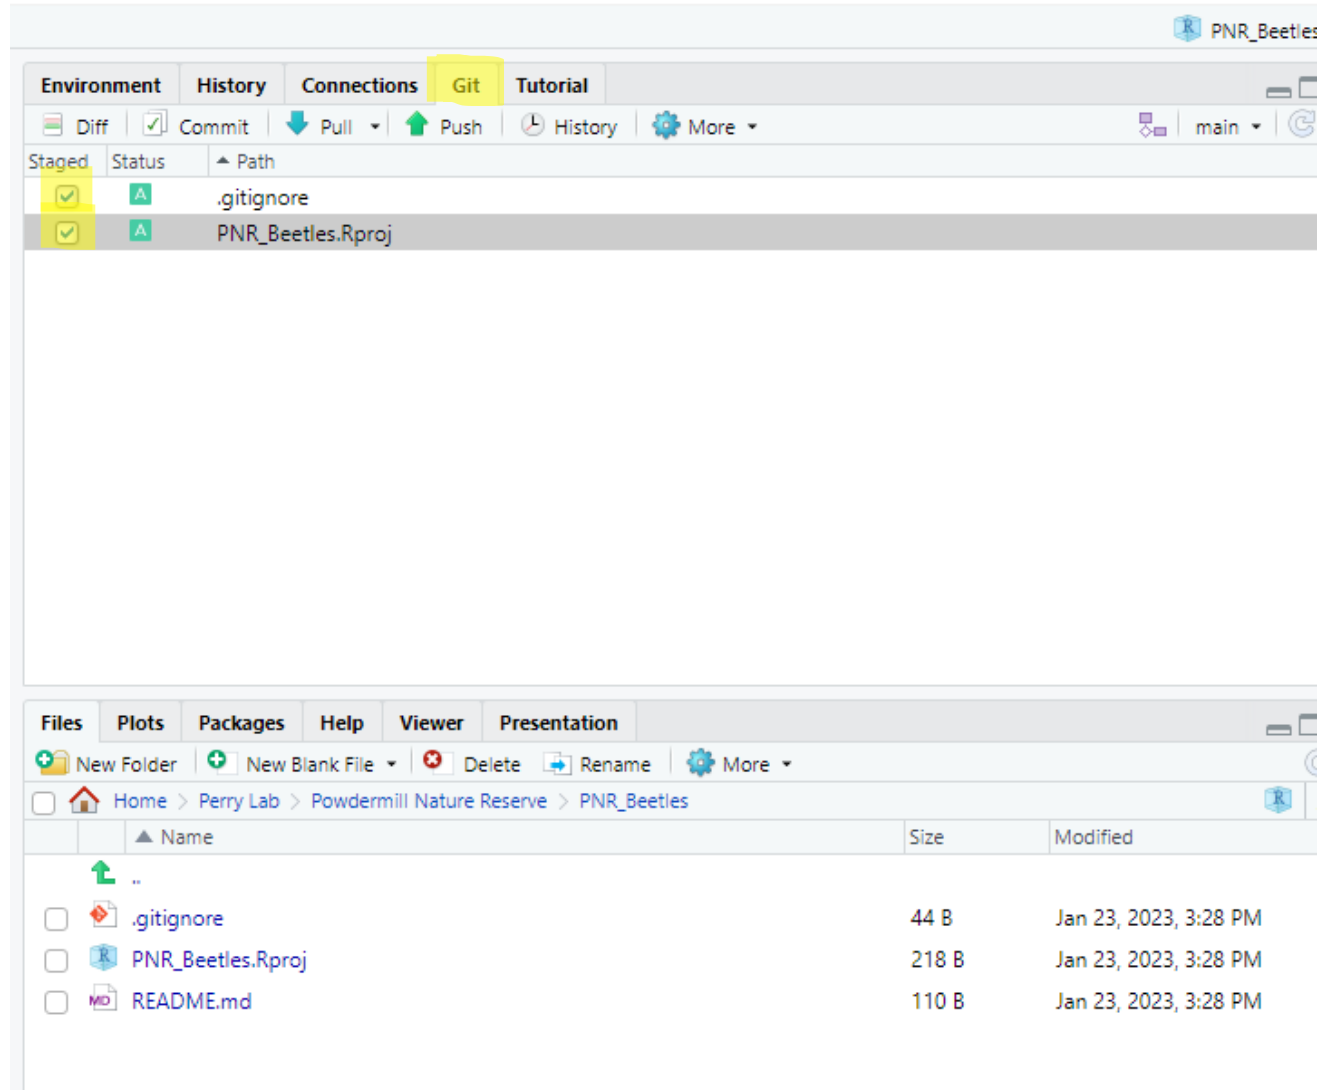 PNR_Beetles
Environment History Connections Git Tutorial
Diff Commit Pull Push History More main
Staged Status Path
A .gitignore
A PNR_Beetles.Rproj
Files Plots Packages Help Viewer Presentation
New Folder New Blank File Delete Rename More
Home > Perry Lab > Powdermill Nature Reserve > PNR_Beetles R
Name Size Modified
..
.gitignore 44 B Jan 23, 2023, 3:28 PM
R PNR_Beetles.Rproj 218 B Jan 23, 2023, 3:28 PM
MD README.md 110 B Jan 23, 2023, 3:28 PM